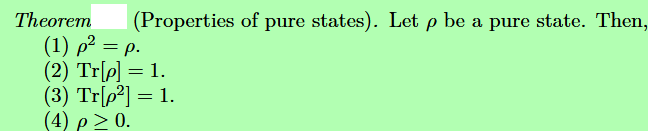 Theorem (Properties of pure states). Let ρ be a pure state. Then,
(1) ρ² = ρ.
(2) Tr[ρ] = 1.
(3) Tr[ρ²] = 1.
(4) ρ ≥ 0.